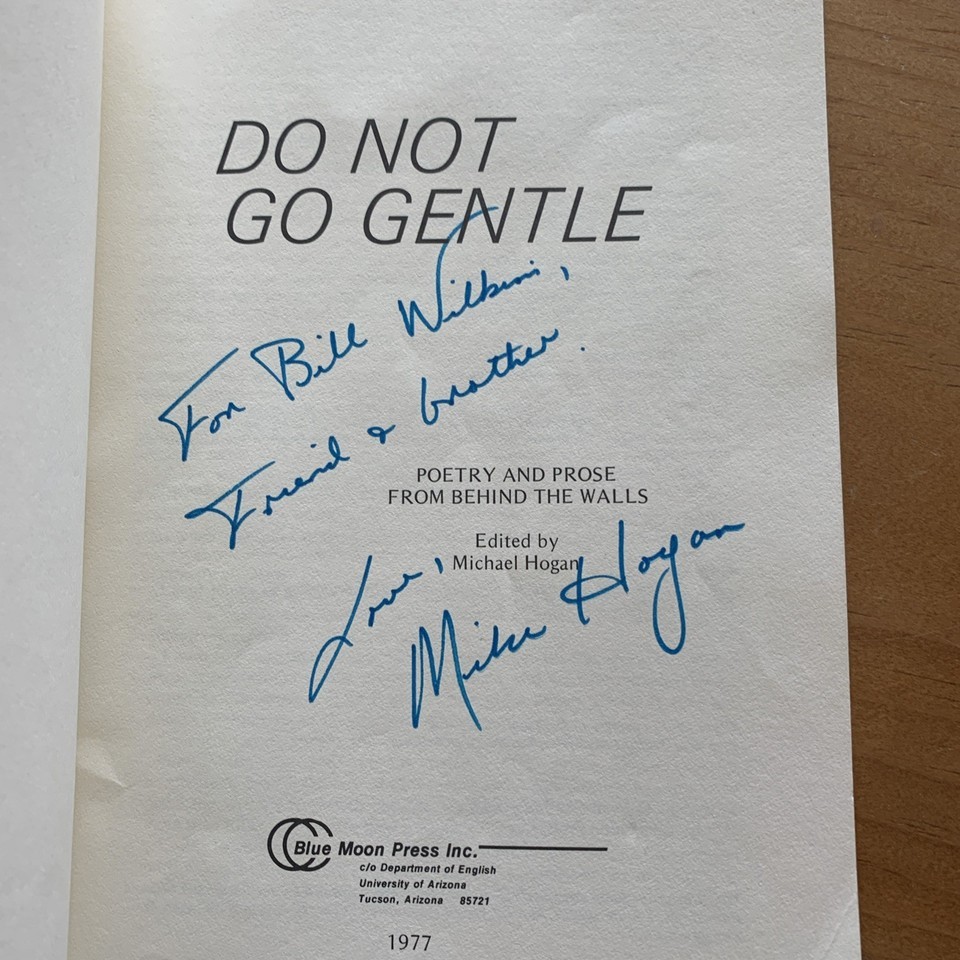 DO NOT
GO GENTLE
For Bill Wilkins,
Friend & brother.
POETRY AND PROSE
FROM BEHIND THE WALLS
Edited by
Michael Hogan
Love,
Mike Hogan
Blue Moon Press Inc.
c/o Department of English
University of Arizona
Tucson, Arizona 85721
1977